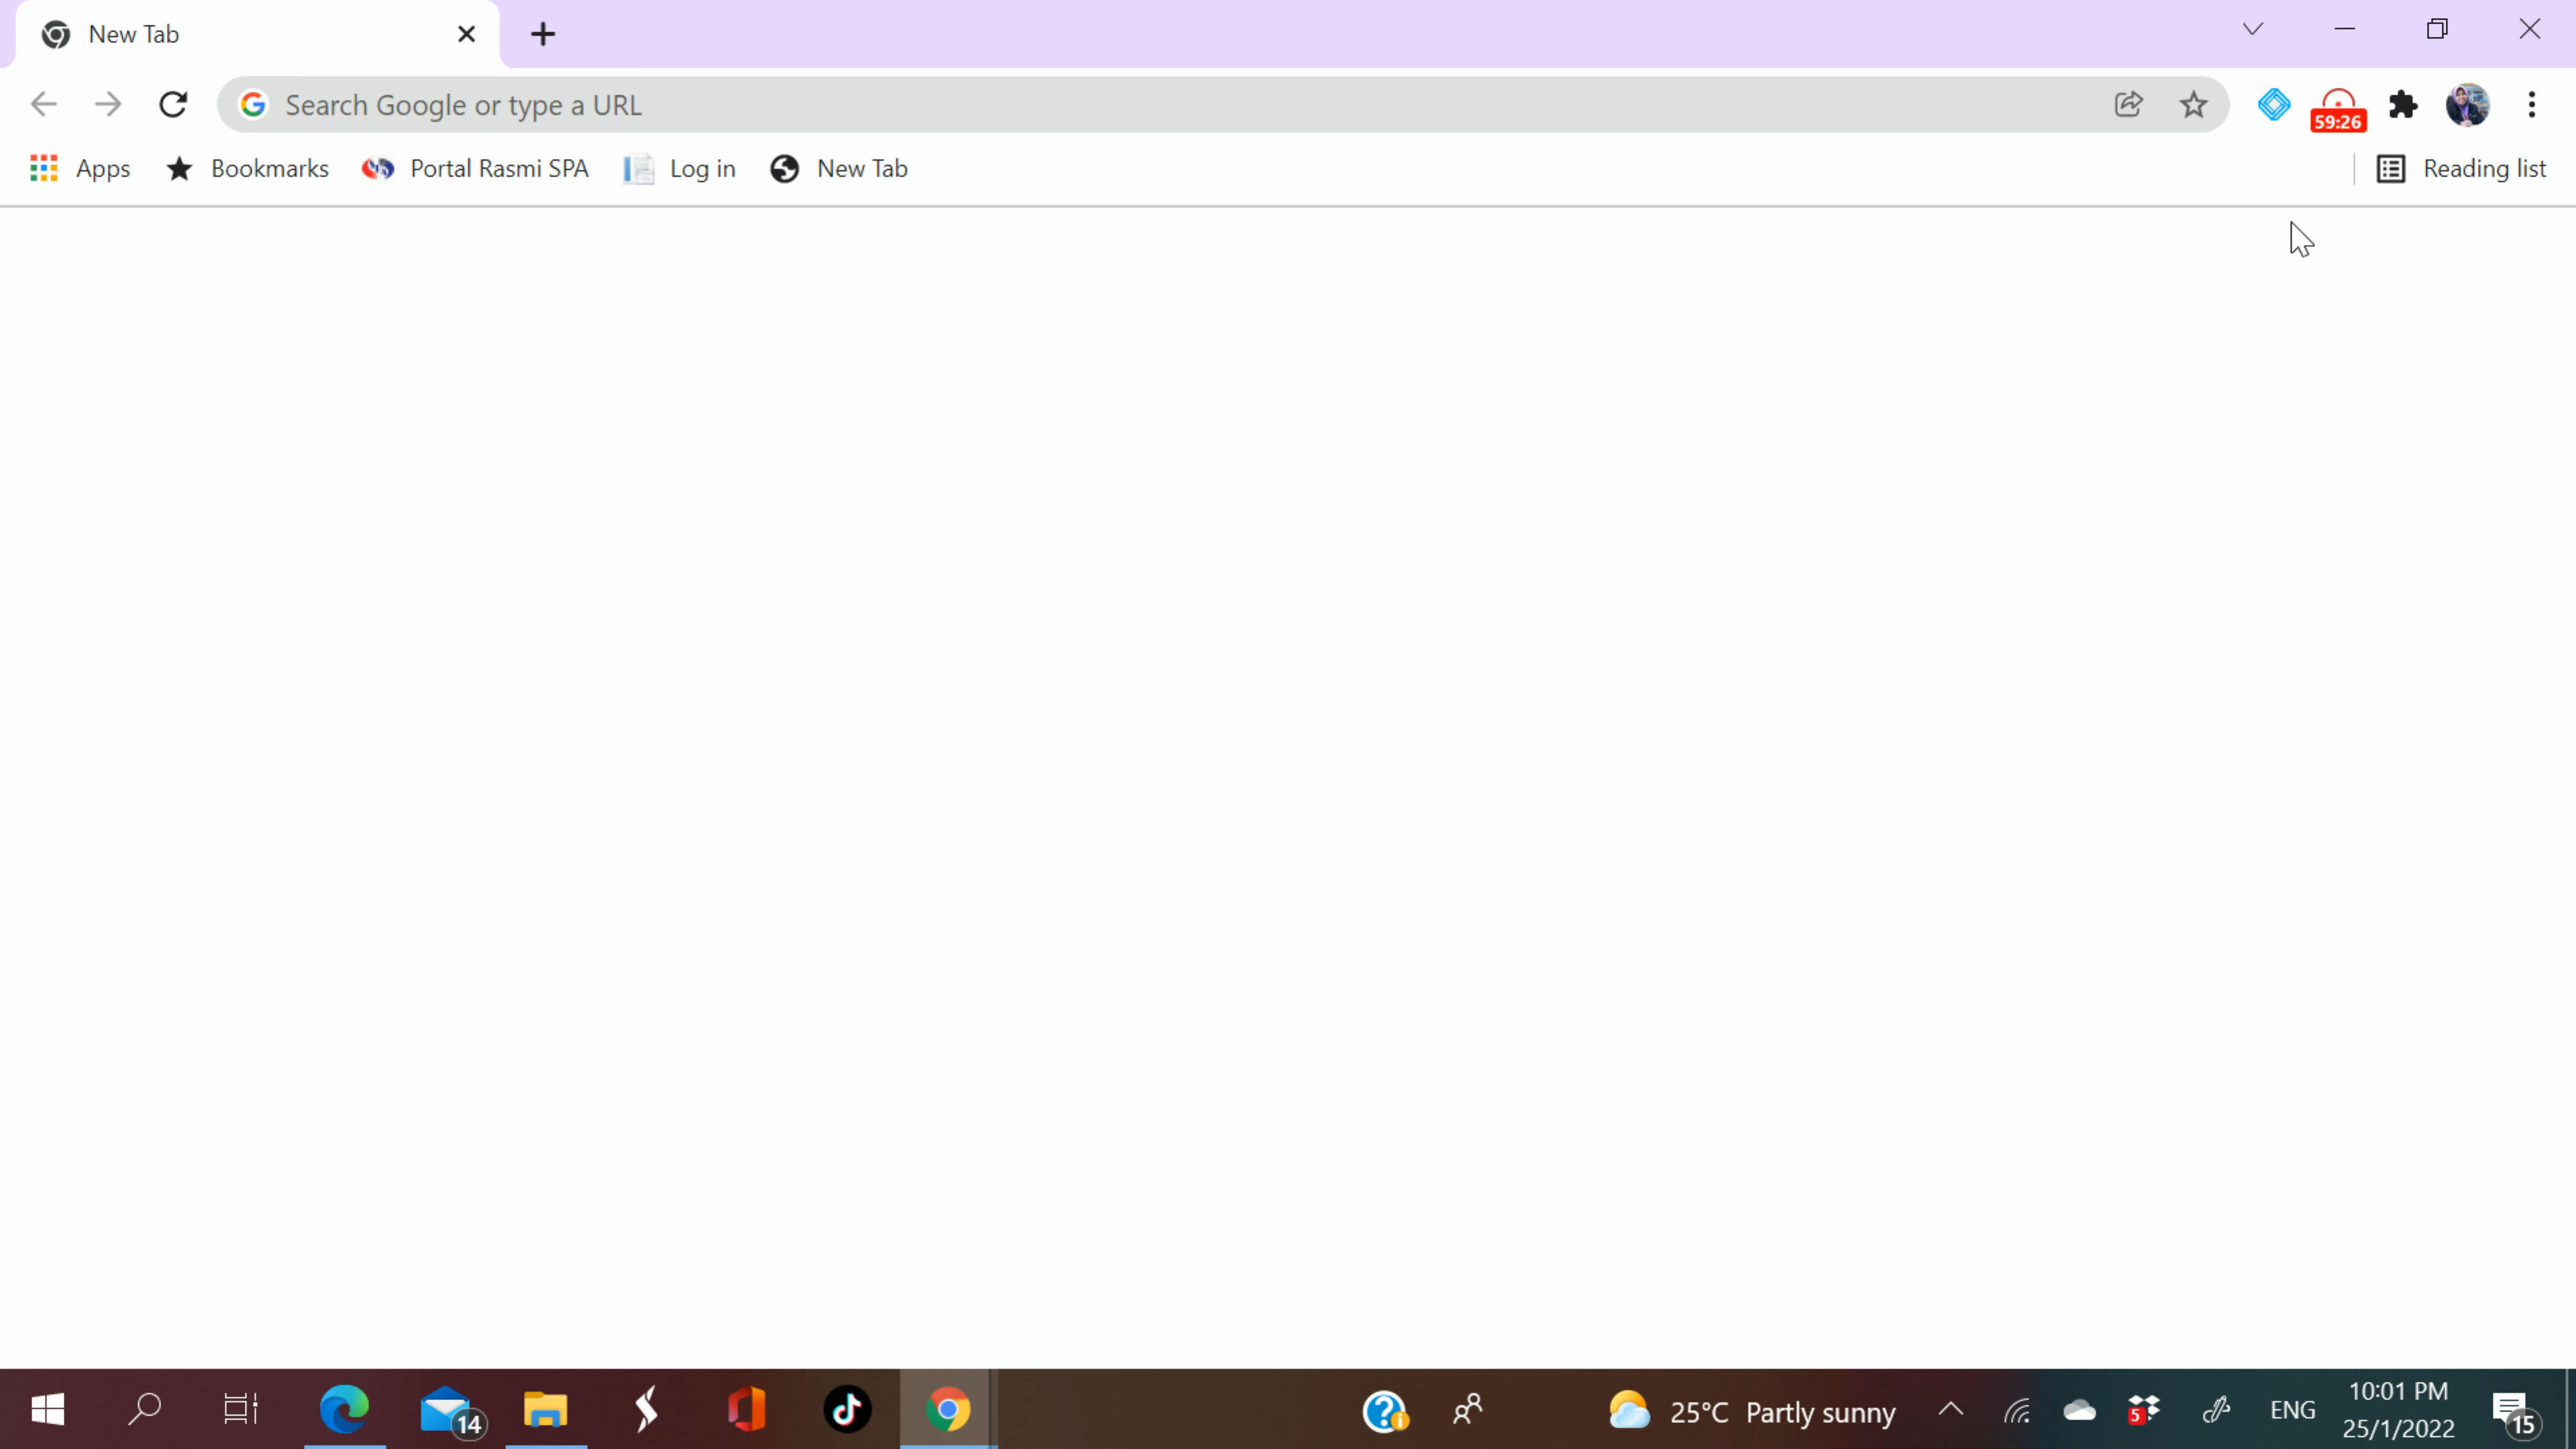 New Tab
Search Google or type a URL
59:26
Apps Bookmarks Portal Rasmi SPA Log in New Tab Reading list
14 25°C Partly sunny 5 ENG 10:01 PM
25/1/2022 15